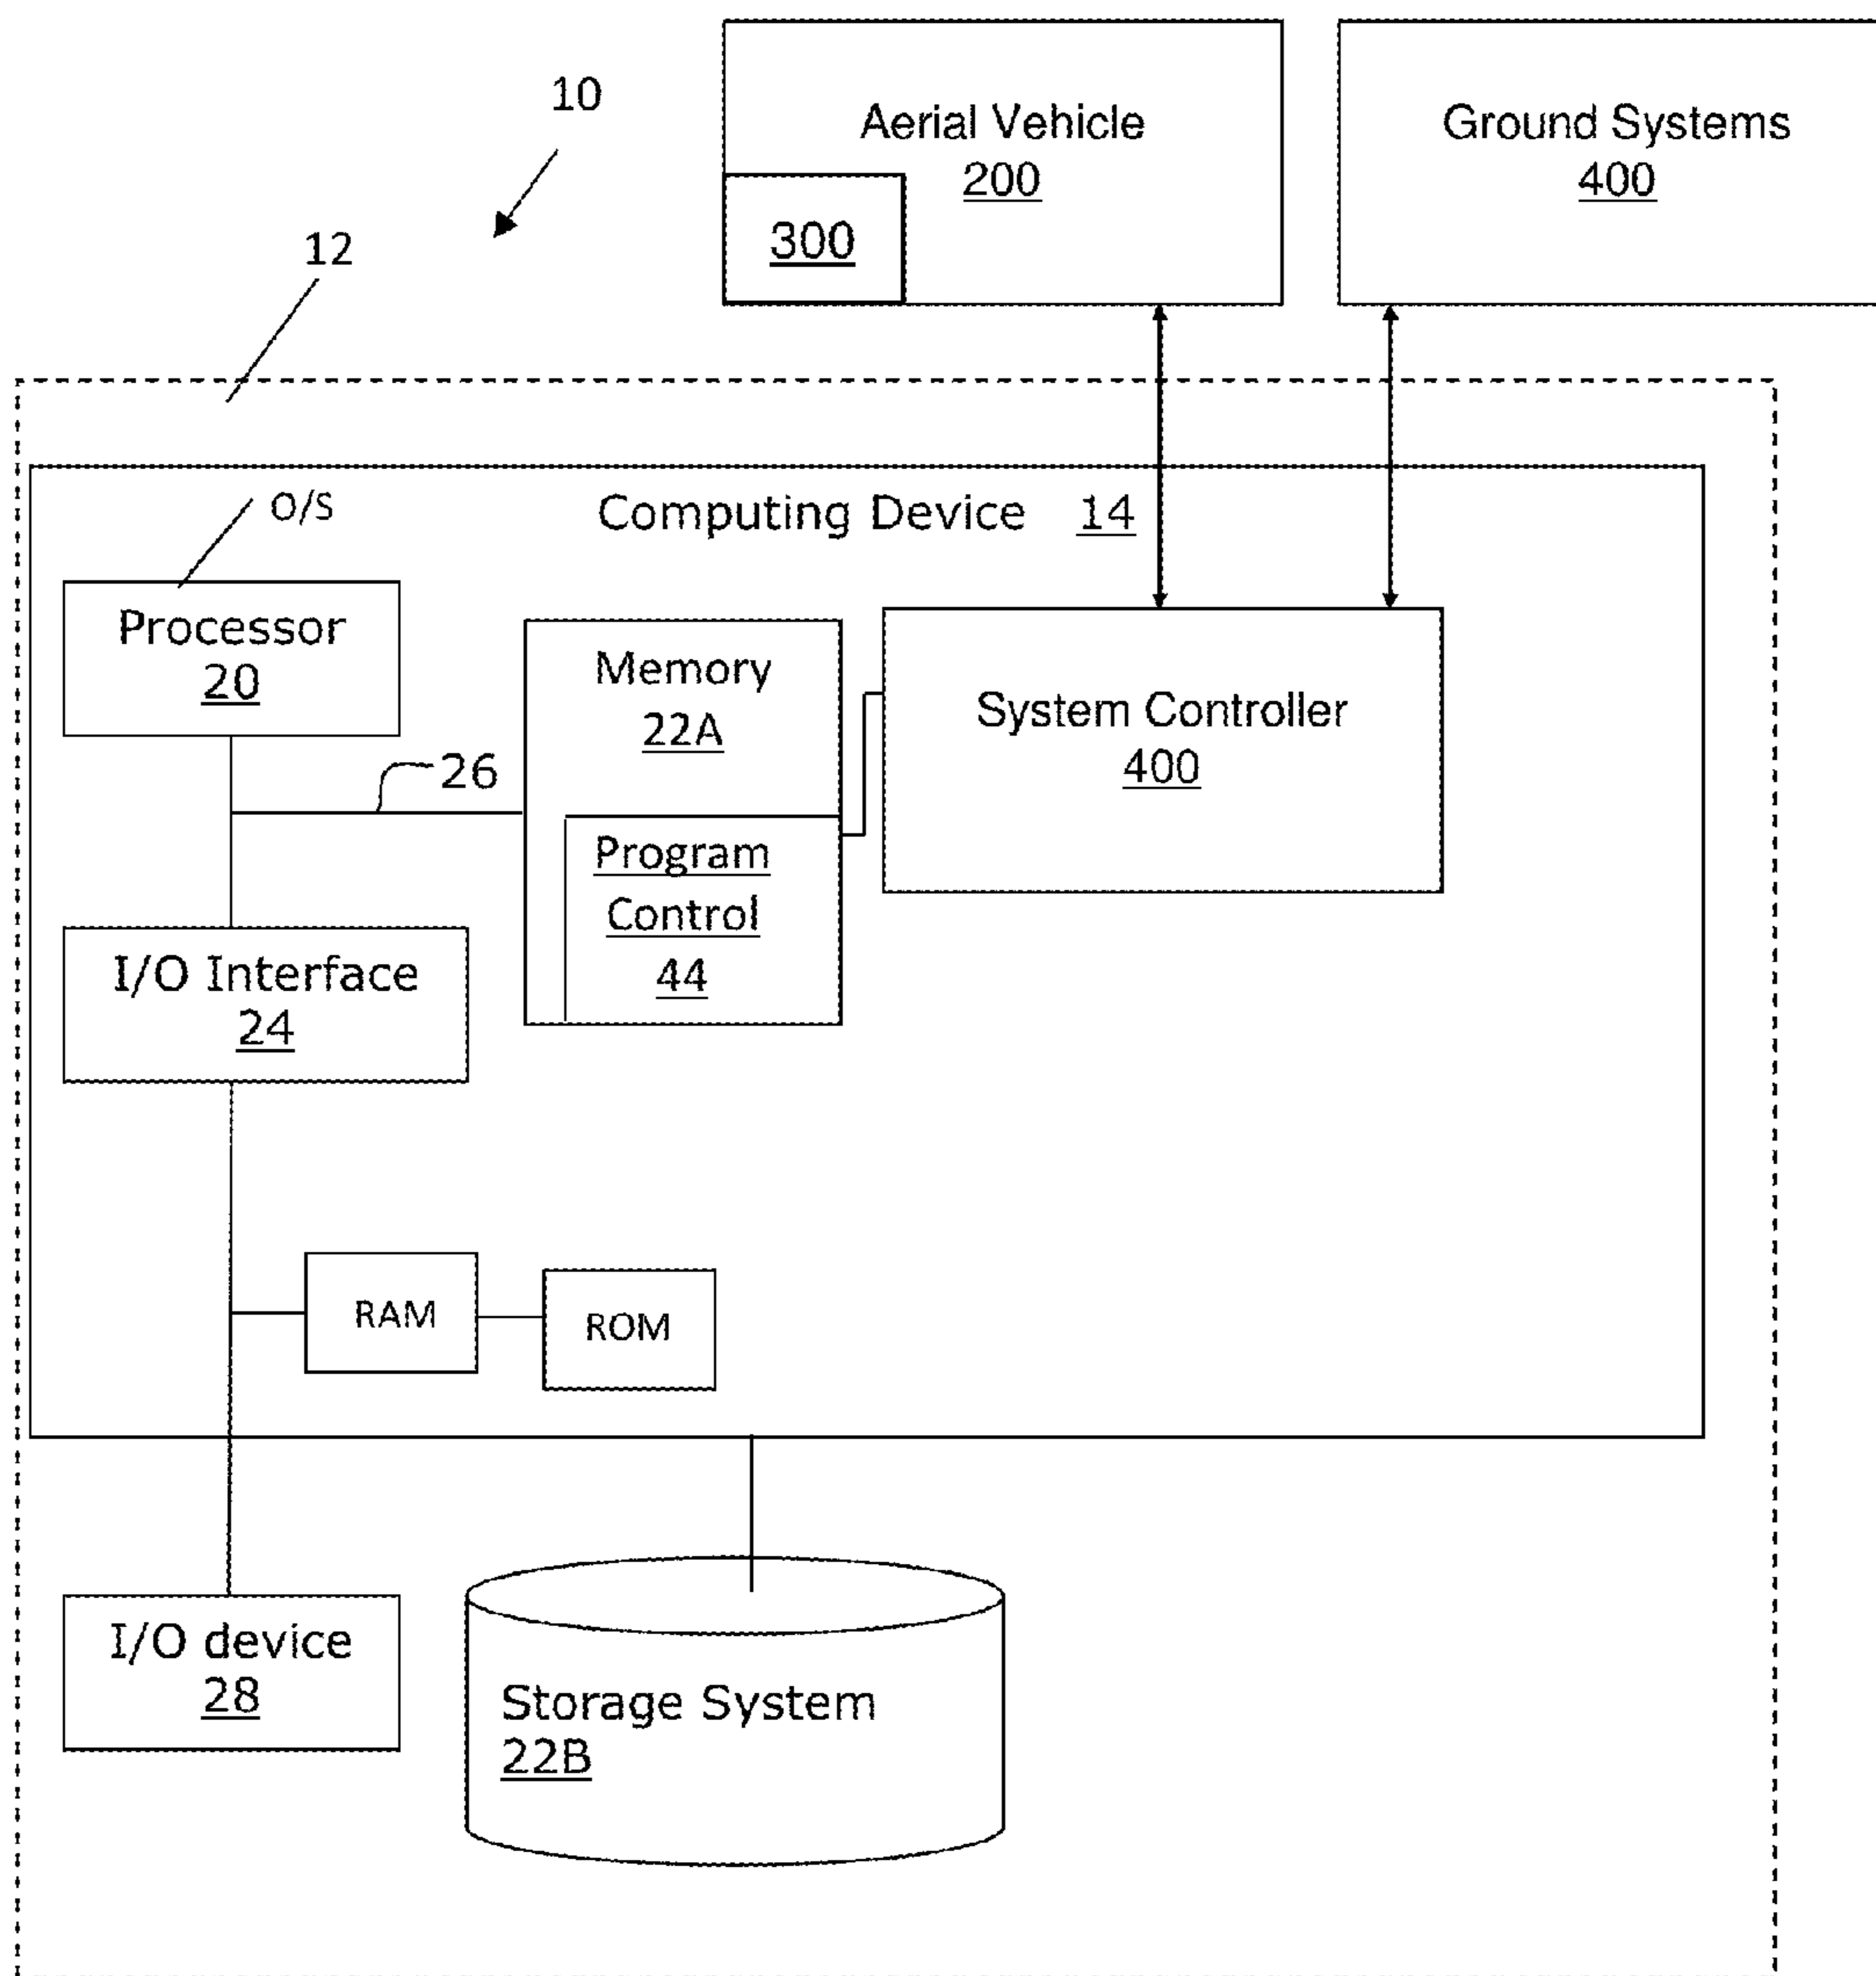 10
Aerial Vehicle
200
300
Ground Systems
400
12
O/S
Computing Device 14
Processor
20
Memory
22A
System Controller
400
26
Program
Control
44
I/O Interface
24
RAM
ROM
I/O device
28
Storage System
22B